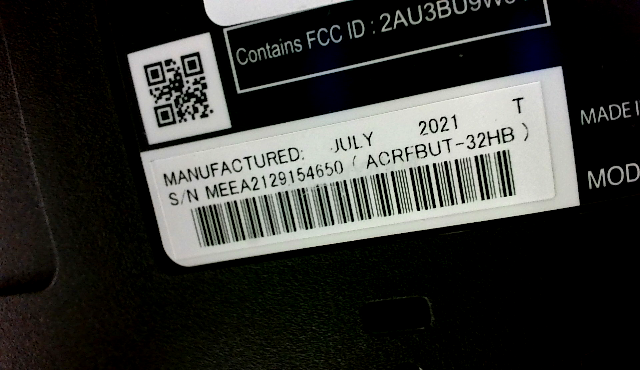 Contains FCC ID : 2AU3BU9W
MANUFACTURED: JULY 2021 T
S/N MEEA2129154650 ( ACRFBUT-32HB )
MADE I
MOD